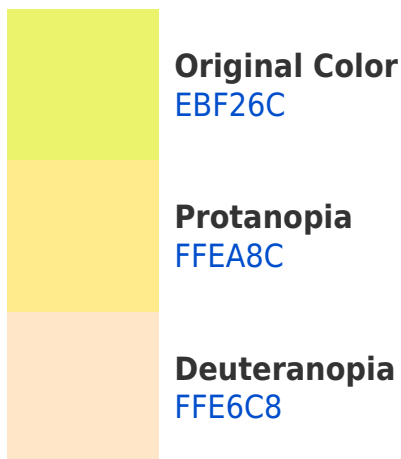 Original Color
EBF26C
Protanopia
FFEA8C
Deuteranopia
FFE6C8